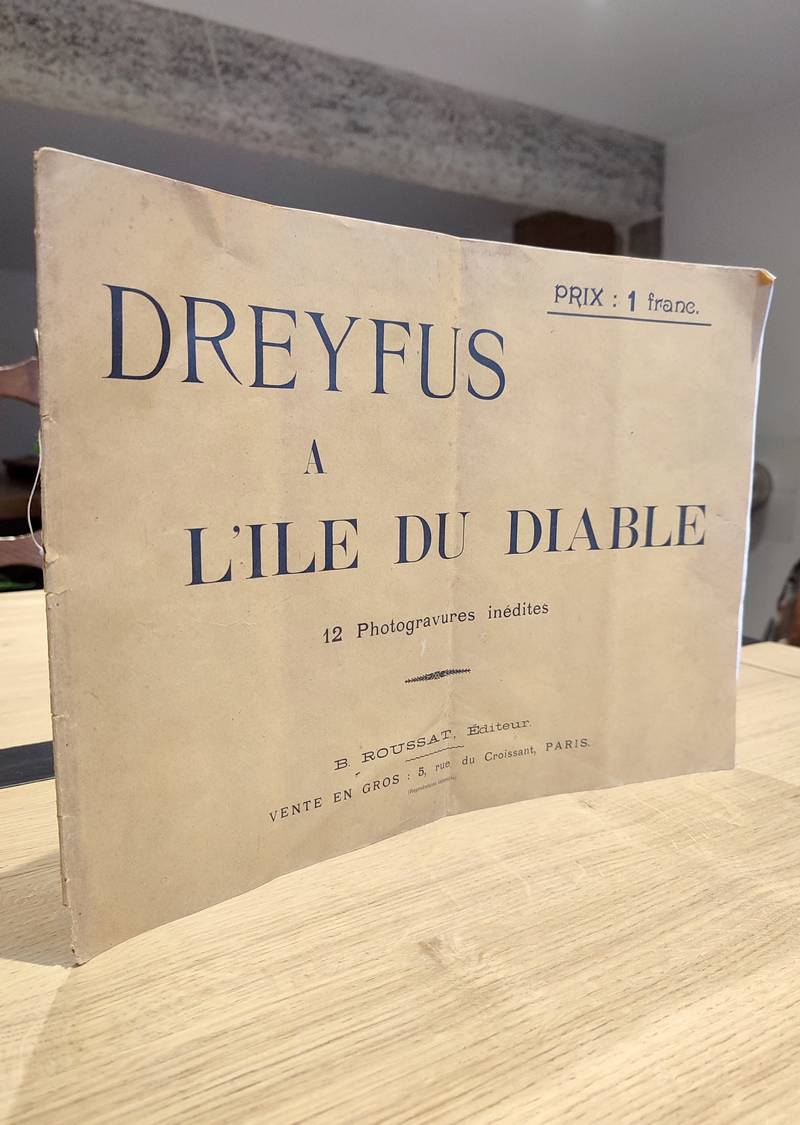 PRIX : 1 franc.
DREYFUS
A
L'ILE DU DIABLE
12 Photogravures inédites
B. ROUSSAT, Éditeur.
VENTE EN GROS : 5, rue du Croissant, PARIS.